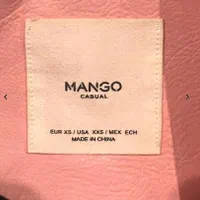 MANGO
CASUAL
EUR XS / USA XXS / MEX ECH
MADE IN CHINA